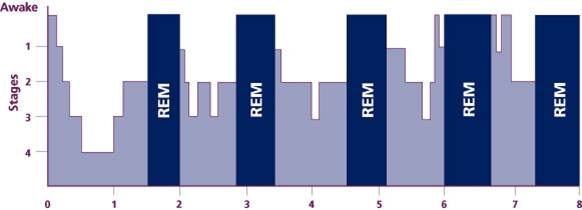 Awake
1
2
3
4
Stages
REM
REM
REM
REM
REM
0 1 2 3 4 5 6 7 8